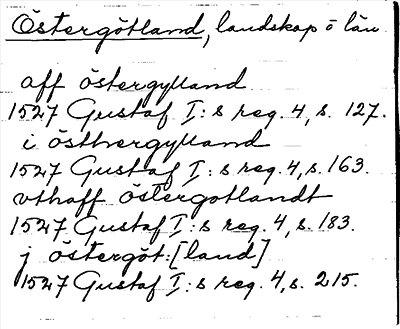 Östergötland, landskap o län
aff östergylland
1527 Gustaf I:s reg. 4, s. 127.
i östhergylland
1527 Gustaf I:s reg. 4, s. 163.
vthaff östergotlandt
1527 Gustaf I:s reg. 4, s. 183.
j östergöt:[land]
1527 Gustaf I:s reg. 4, s. 215.